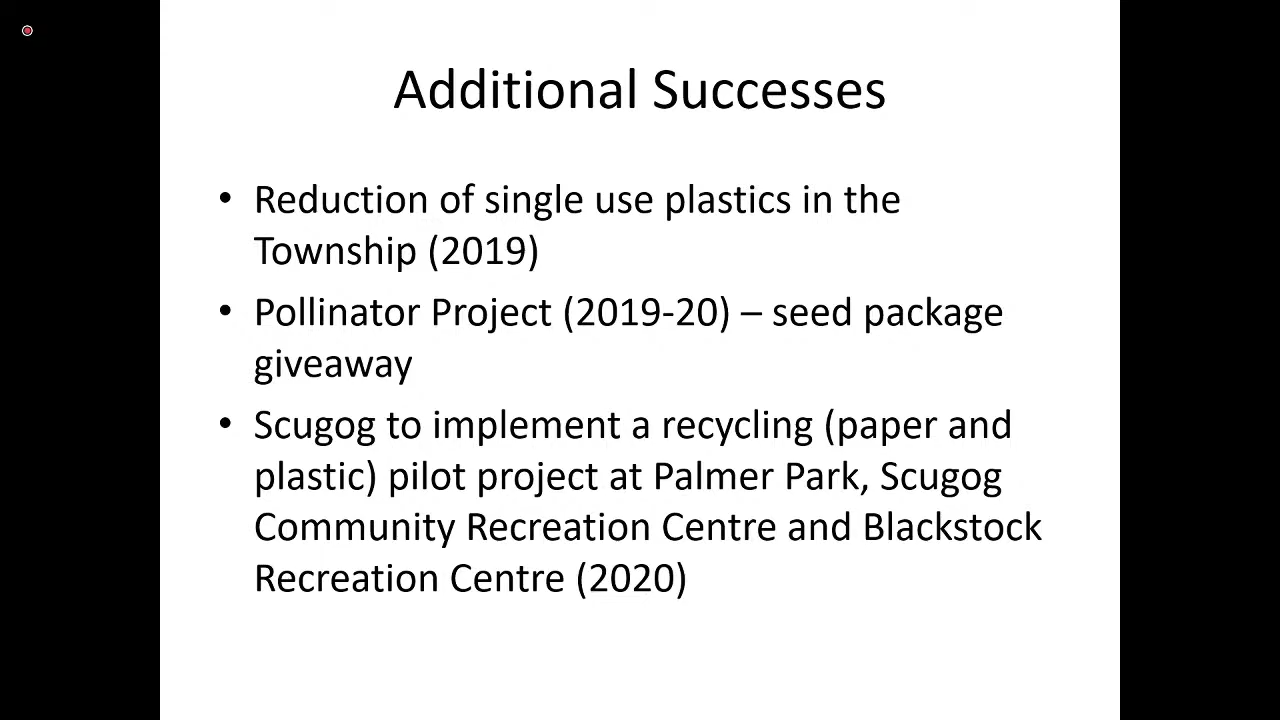 Additional Successes
• Reduction of single use plastics in the
Township (2019)
• Pollinator Project (2019-20) – seed package
giveaway
• Scugog to implement a recycling (paper and
plastic) pilot project at Palmer Park, Scugog
Community Recreation Centre and Blackstock
Recreation Centre (2020)